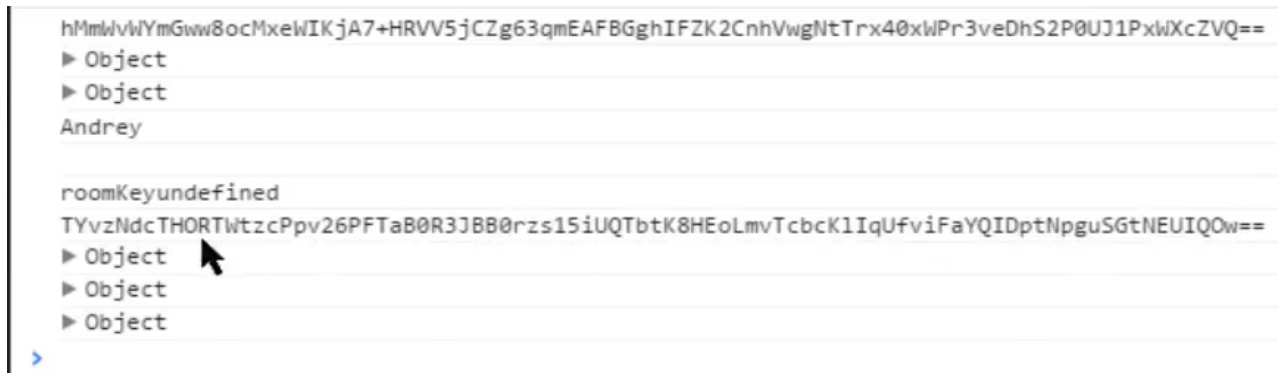 hMmWvWYmGww8ocMxeWIKjA7+HRVV5jCZg63qmEAFBGghIFZK2CnhVwgNtTrx40xWPr3veDhS2P0UJ1PxWXcZVQ==
Object
Object
Andrey
roomKeyundefined
TYvzNdcTHORTWtzcPpv26PFTaB0R3JBB0rzs15iUQTbtK8HEoLmvTcbcKlIqUfviFaYQIDptNpguSGtNEUIQOw==
Object
Object
Object